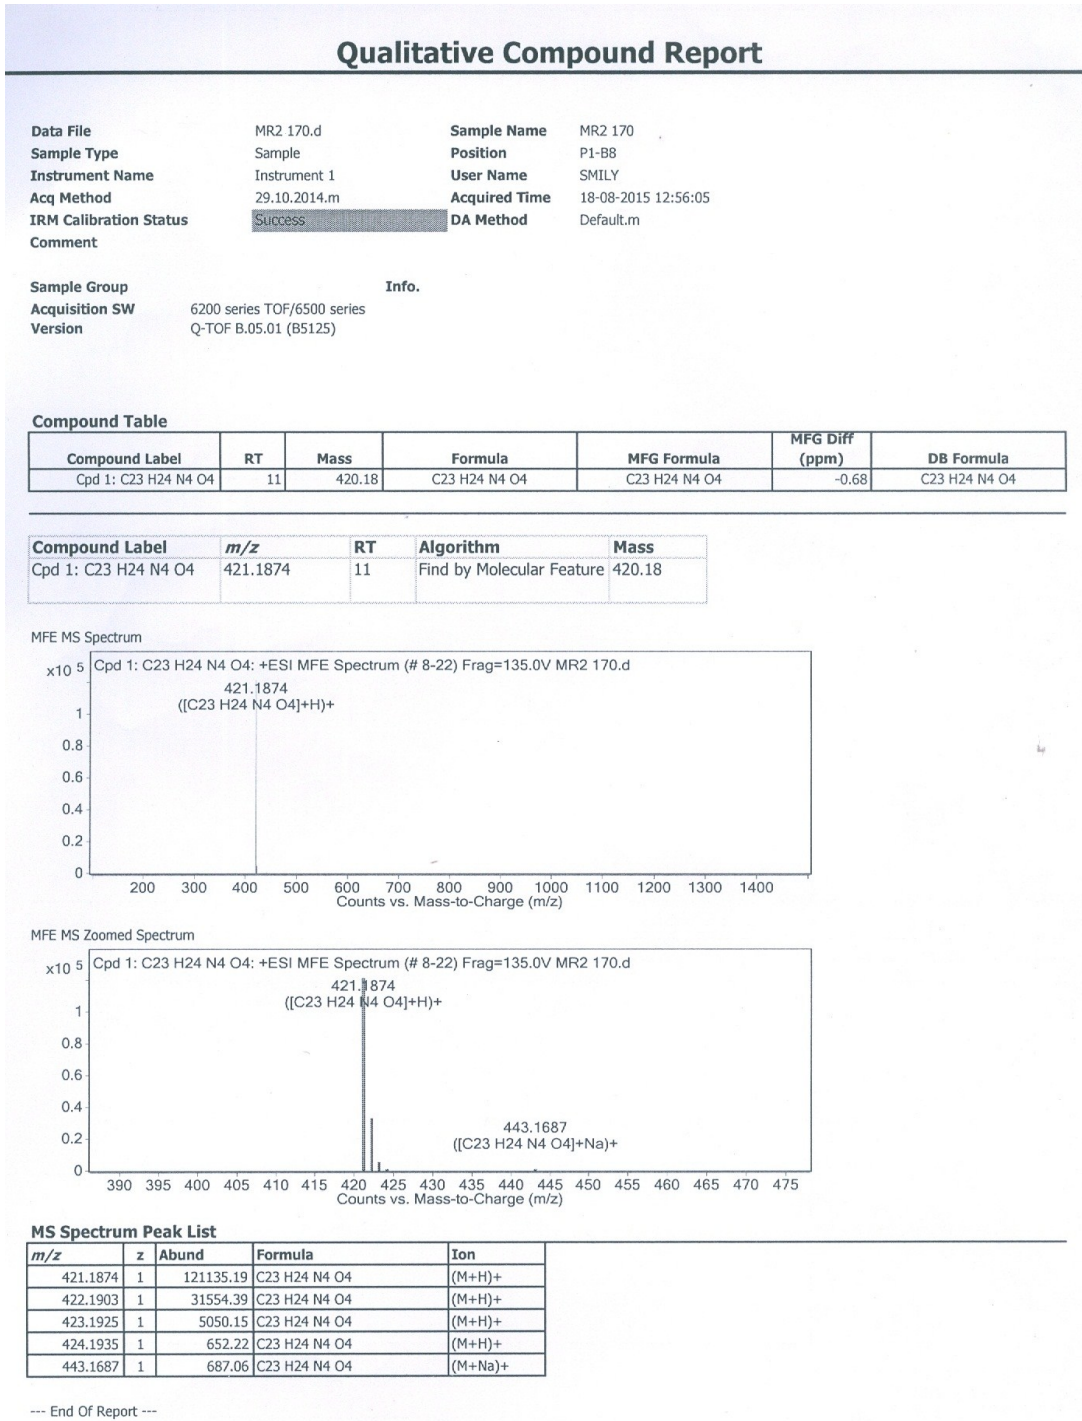 Qualitative Compound Report
Data File MR2 170.d Sample Name MR2 170
Sample Type Sample Position P1-B8
Instrument Name Instrument 1 User Name SMILY
Acq Method 29.10.2014.m Acquired Time 18-08-2015 12:56:05
IRM Calibration Status Success DA Method Default.m
Comment
Sample Group Info.
Acquisition SW 6200 series TOF/6500 series
Version Q-TOF B.05.01 (B5125)
Compound Table
MFG Diff
Compound Label RT Mass Formula MFG Formula (ppm) DB Formula
Cpd 1: C23 H24 N4 O4 11 420.18 C23 H24 N4 O4 C23 H24 N4 O4 -0.68 C23 H24 N4 O4
Compound Label m/z RT Algorithm Mass
Cpd 1: C23 H24 N4 O4 421.1874 11 Find by Molecular Feature 420.18
MFE MS Spectrum
x10 5 Cpd 1: C23 H24 N4 O4: +ESI MFE Spectrum (# 8-22) Frag=135.0V MR2 170.d
421.1874
([C23 H24 N4 O4]+H)+
1
0.8
0.6
0.4
0.2
0
200 300 400 500 600 700 800 900 1000 1100 1200 1300 1400
Counts vs. Mass-to-Charge (m/z)
MFE MS Zoomed Spectrum
x10 5 Cpd 1: C23 H24 N4 O4: +ESI MFE Spectrum (# 8-22) Frag=135.0V MR2 170.d
421.1874
([C23 H24 N4 O4]+H)+
1
0.8
0.6
0.4
443.1687
0.2 ([C23 H24 N4 O4]+Na)+
0
390 395 400 405 410 415 420 425 430 435 440 445 450 455 460 465 470 475
Counts vs. Mass-to-Charge (m/z)
MS Spectrum Peak List
m/z z Abund Formula Ion
421.1874 1 121135.19 C23 H24 N4 O4 (M+H)+
422.1903 1 31554.39 C23 H24 N4 O4 (M+H)+
423.1925 1 5050.15 C23 H24 N4 O4 (M+H)+
424.1935 1 652.22 C23 H24 N4 O4 (M+H)+
443.1687 1 687.06 C23 H24 N4 O4 (M+Na)+
--- End Of Report ---